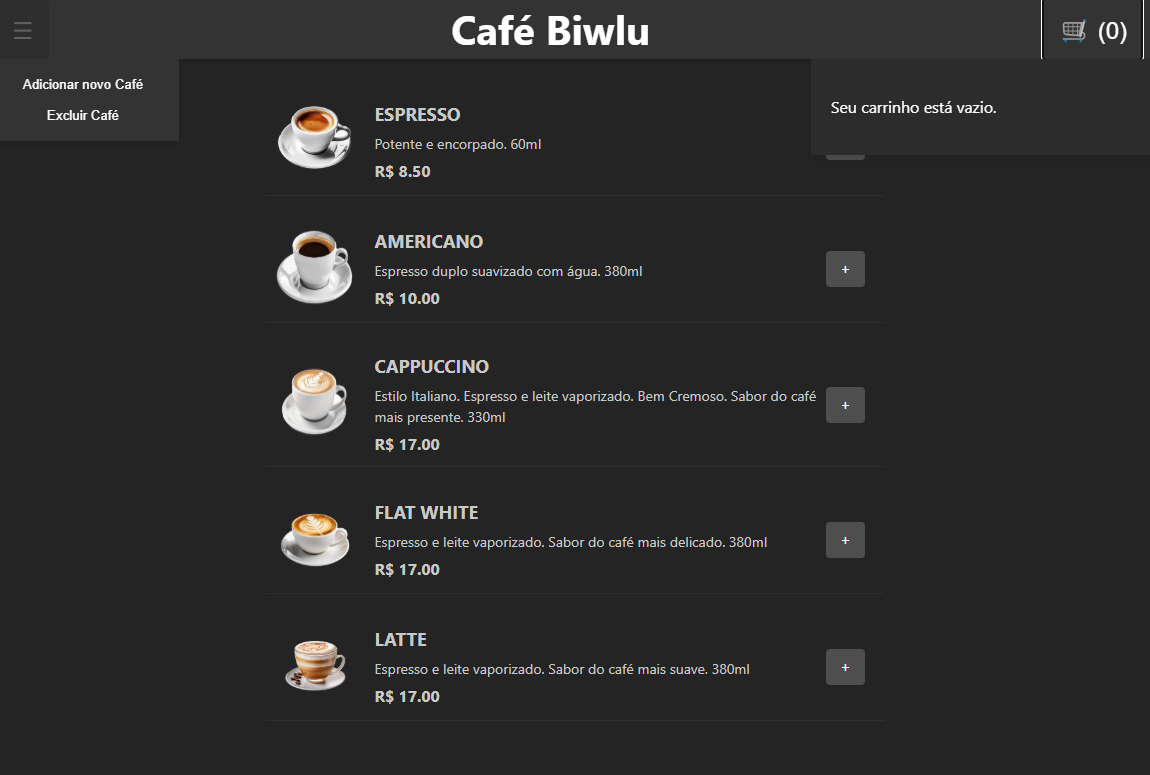 ☰
Café Biwlu
🛒 (0)
Adicionar novo Café
Excluir Café
Seu carrinho está vazio.
ESPRESSO
Potente e encorpado. 60ml
R$ 8.50
AMERICANO
Espresso duplo suavizado com água. 380ml
R$ 10.00
+
CAPPUCCINO
Estilo Italiano. Espresso e leite vaporizado. Bem Cremoso. Sabor do café
mais presente. 330ml
R$ 17.00
+
FLAT WHITE
Espresso e leite vaporizado. Sabor do café mais delicado. 380ml
R$ 17.00
+
LATTE
Espresso e leite vaporizado. Sabor do café mais suave. 380ml
R$ 17.00
+